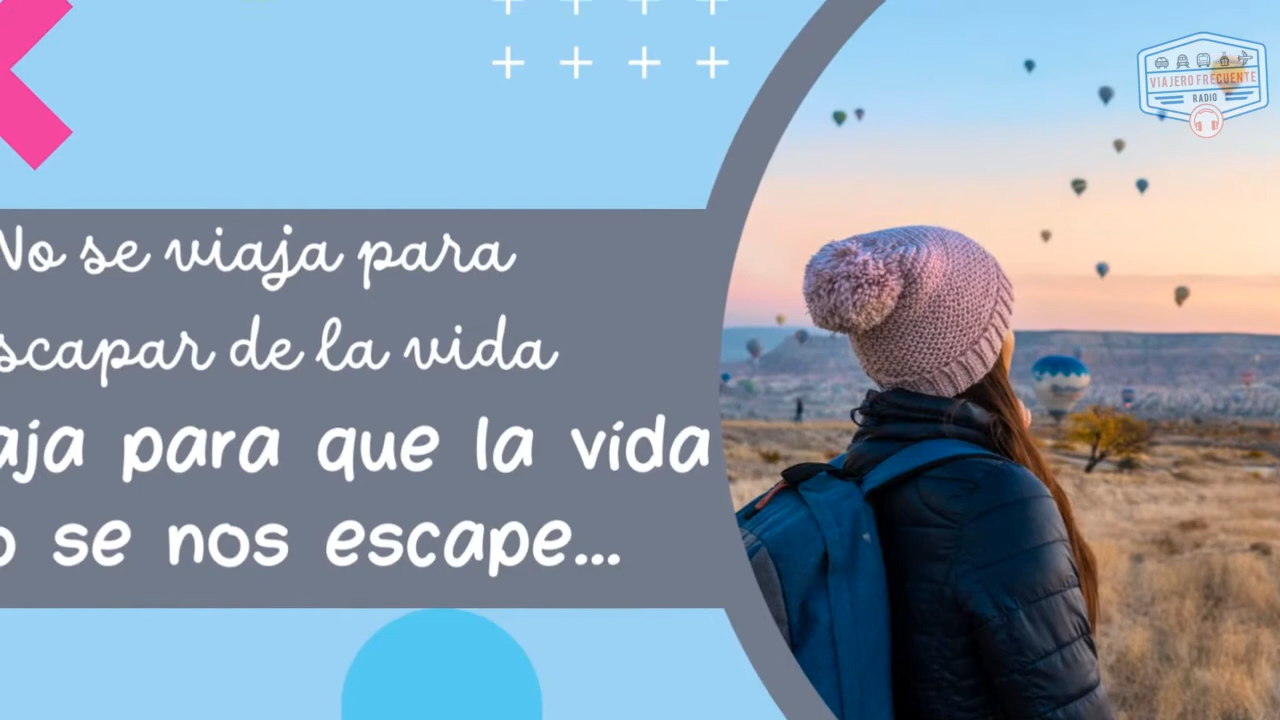 No se viaja para
scapar de la vida
aja para que la vida
o se nos escape...
VIAJERO FRECUENTE
RADIO